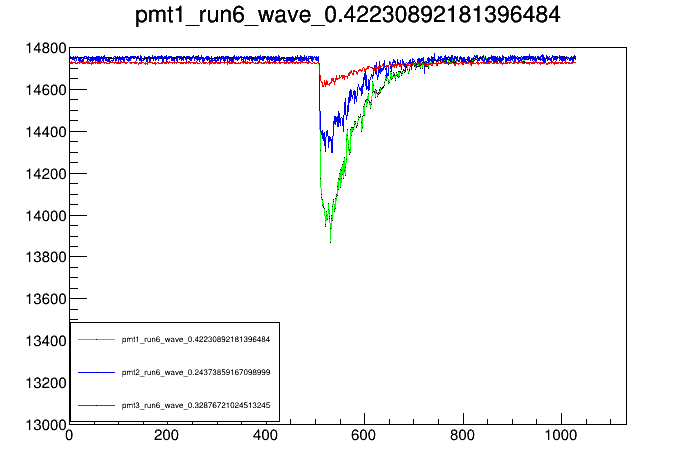 pmt1_run6_wave_0.42230892181396484
14800
14600
14400
14200
14000
13800
13600
13400
13200
13000
pmt1_run6_wave_0.42230892181396484
pmt2_run6_wave_0.24373859167098999
pmt3_run6_wave_0.32876721024513245
0 200 400 600 800 1000